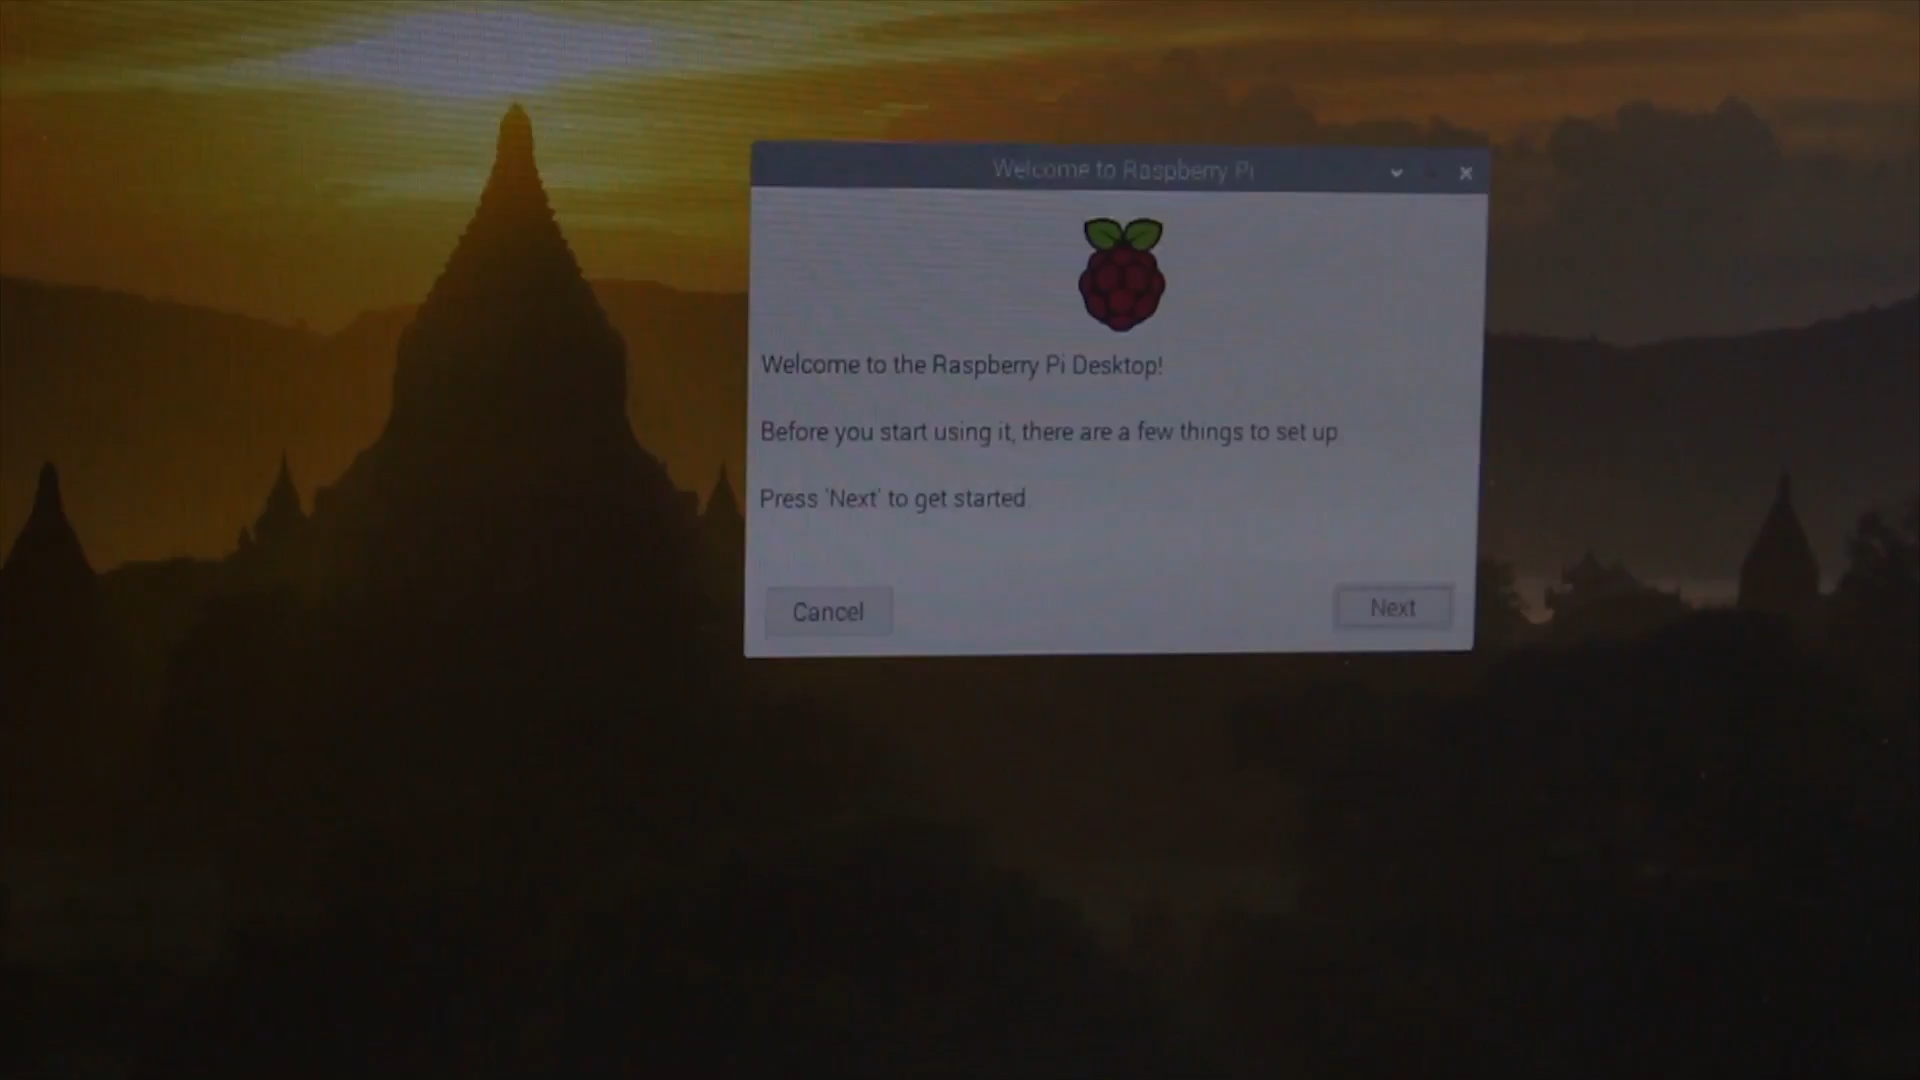 Welcome to Raspberry Pi
Welcome to the Raspberry Pi Desktop!
Before you start using it, there are a few things to set up
Press 'Next' to get started
Cancel
Next